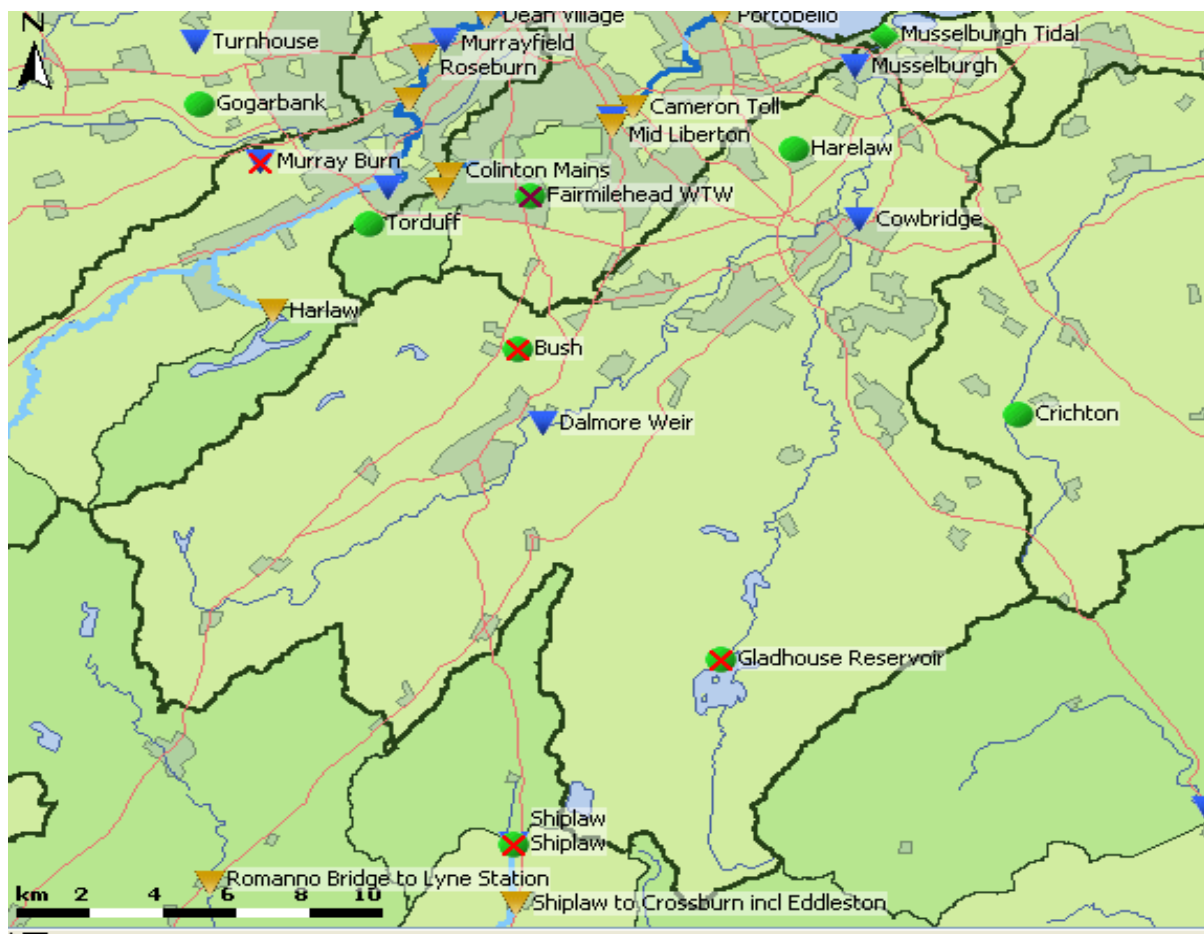 N
Dean Village
Portobello
Turnhouse
Murrayfield
Musselburgh Tidal
Roseburn
Musselburgh
Gogarbank
Cameron Toll
Mid Liberton
Harelaw
Murray Burn
Colinton Mains
Fairmilehead WTW
Torduff
Cowbridge
Harlaw
Bush
Crichton
Dalmore Weir
Gladhouse Reservoir
Shiplaw
Shiplaw
Romanno Bridge to Lyne Station
km 2 4 6 8 10
Shiplaw to Crossburn incl Eddleston